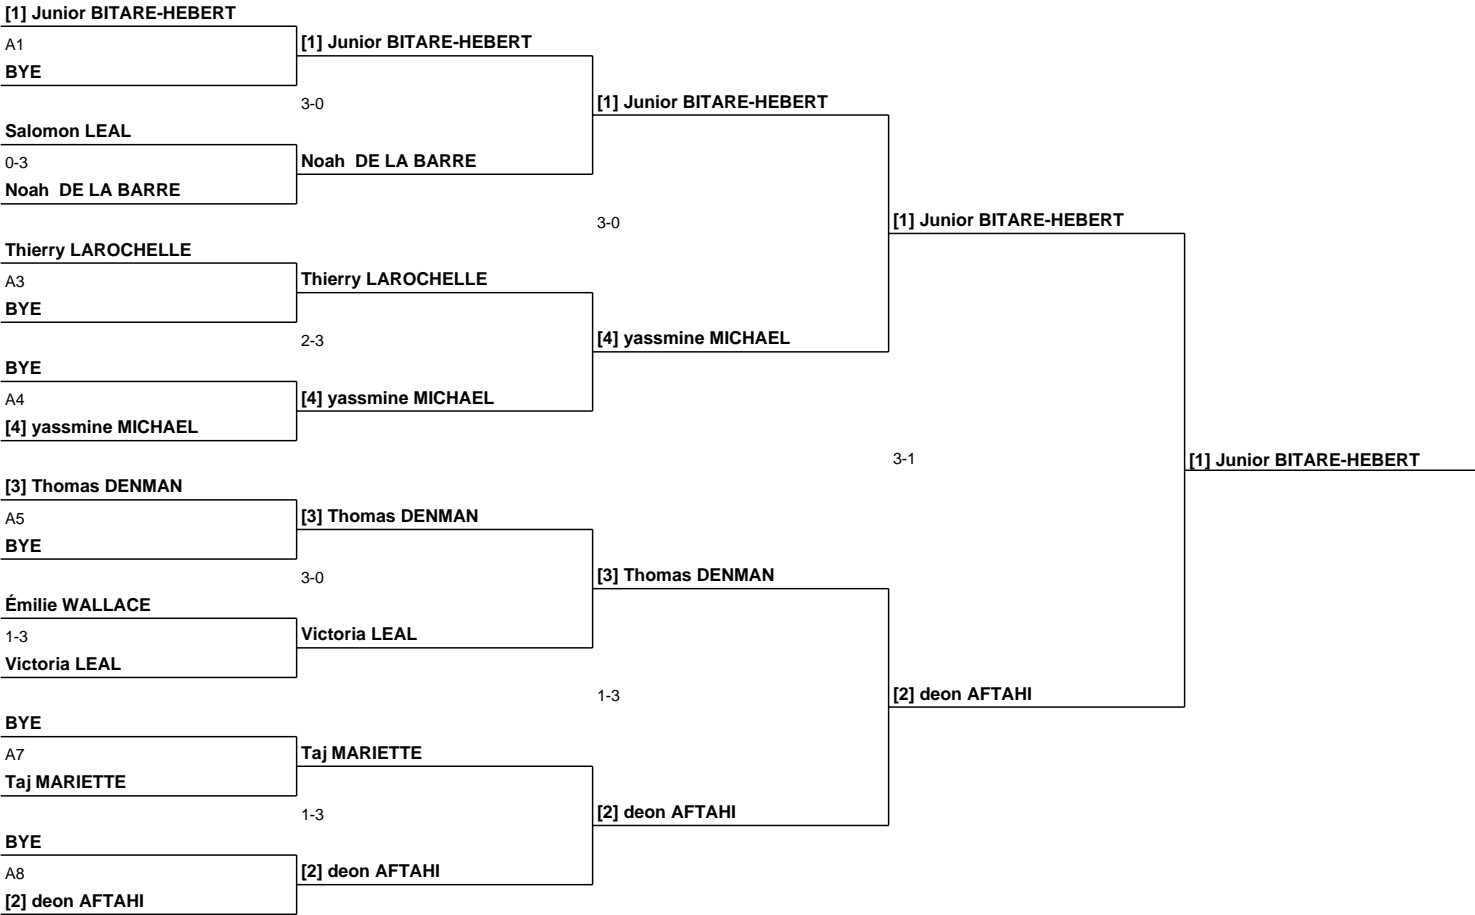 [1] Junior BITARE-HEBERT
A1
BYE
[1] Junior BITARE-HEBERT
3-0
Salomon LEAL
0-3
Noah  DE LA BARRE
Noah  DE LA BARRE
[1] Junior BITARE-HEBERT
3-0
Thierry LAROCHELLE
A3
BYE
Thierry LAROCHELLE
2-3
BYE
A4
[4] yassmine MICHAEL
[4] yassmine MICHAEL
[4] yassmine MICHAEL
[1] Junior BITARE-HEBERT
3-1
[1] Junior BITARE-HEBERT
[3] Thomas DENMAN
A5
BYE
[3] Thomas DENMAN
3-0
Émilie WALLACE
1-3
Victoria LEAL
Victoria LEAL
[3] Thomas DENMAN
1-3
BYE
A7
Taj MARIETTE
Taj MARIETTE
1-3
BYE
A8
[2] deon AFTAHI
[2] deon AFTAHI
[2] deon AFTAHI
[2] deon AFTAHI